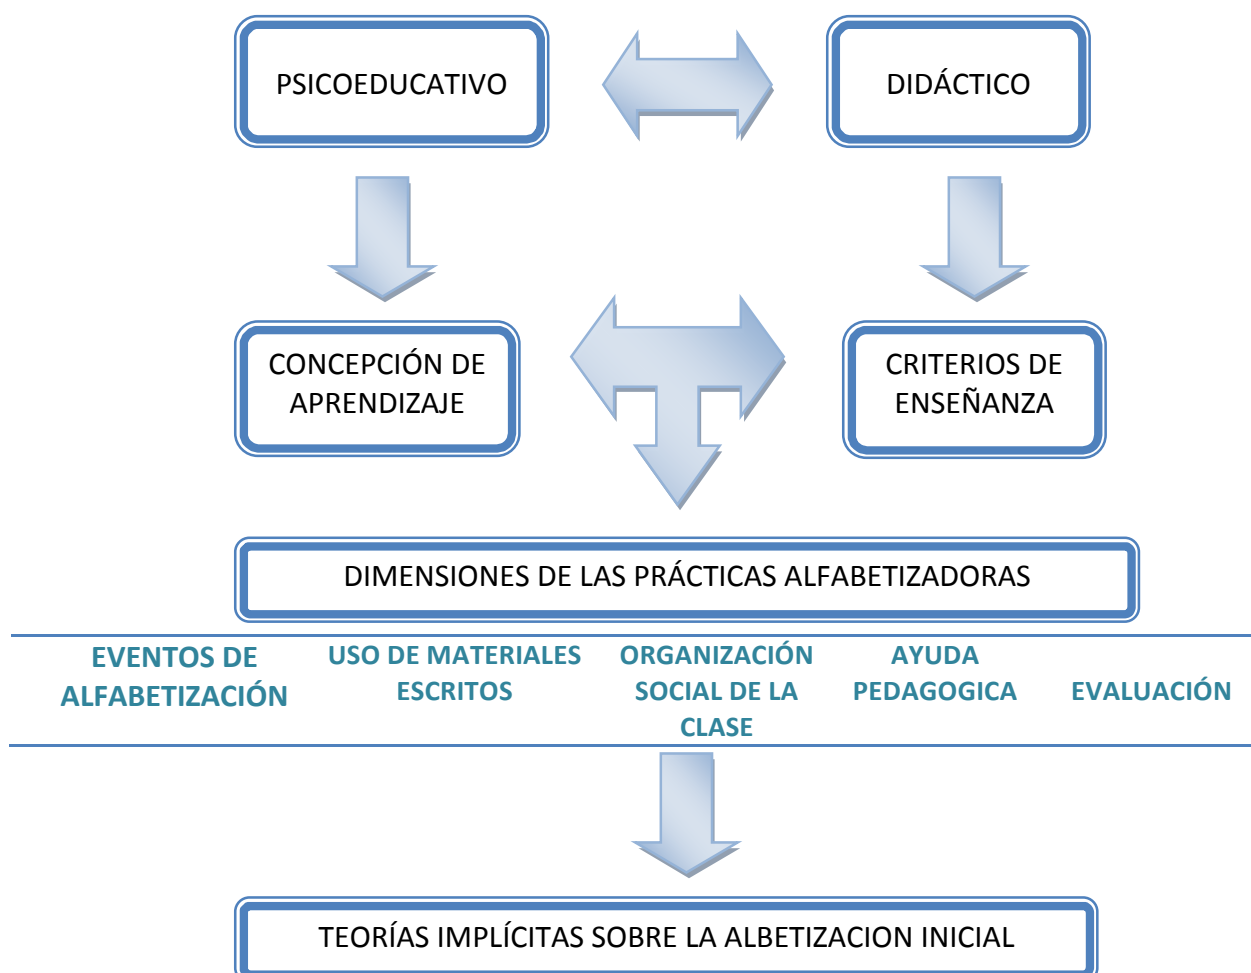 PSICOEDUCATIVO
DIDÁCTICO
CONCEPCIÓN DE
APRENDIZAJE
CRITERIOS DE
ENSEÑANZA
DIMENSIONES DE LAS PRÁCTICAS ALFABETIZADORAS
EVENTOS DE
ALFABETIZACIÓN
USO DE MATERIALES
ESCRITOS
ORGANIZACIÓN
SOCIAL DE LA
CLASE
AYUDA
PEDAGOGICA
EVALUACIÓN
TEORÍAS IMPLÍCITAS SOBRE LA ALBETIZACION INICIAL